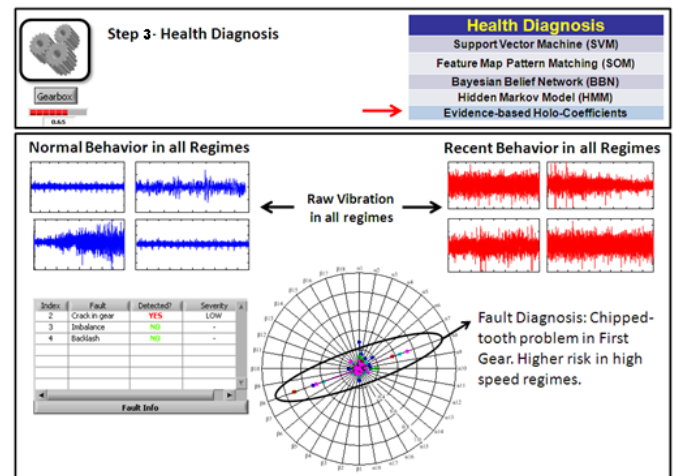 Step 3- Health Diagnosis
Gearbox
0.65
Health Diagnosis
Support Vector Machine (SVM)
Feature Map Pattern Matching (SOM)
Bayesian Belief Network (BBN)
Hidden Markov Model (HMM)
Evidence-based Holo-Coefficients
Normal Behavior in all Regimes
Recent Behavior in all Regimes
Raw Vibration
in all regimes
Index Fault Detected? Severity
2 Crack in gear YES LOW
3 Imbalance NO -
4 Backlash NO -
Fault Info
Fault Diagnosis: Chipped-
tooth problem in First
Gear. Higher risk in high
speed regimes.